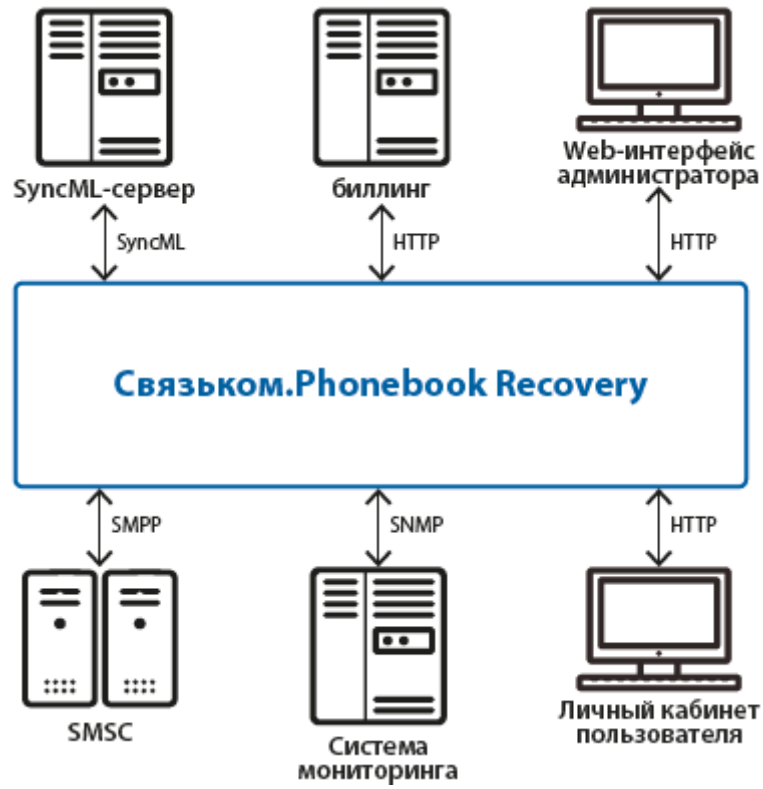 SyncML-сервер
биллинг
Web-интерфейс
администратора
SyncML
HTTP
HTTP
Связьком.Phonebook Recovery
SMPP
SNMP
HTTP
SMSC
Система
мониторинга
Личный кабинет
пользователя